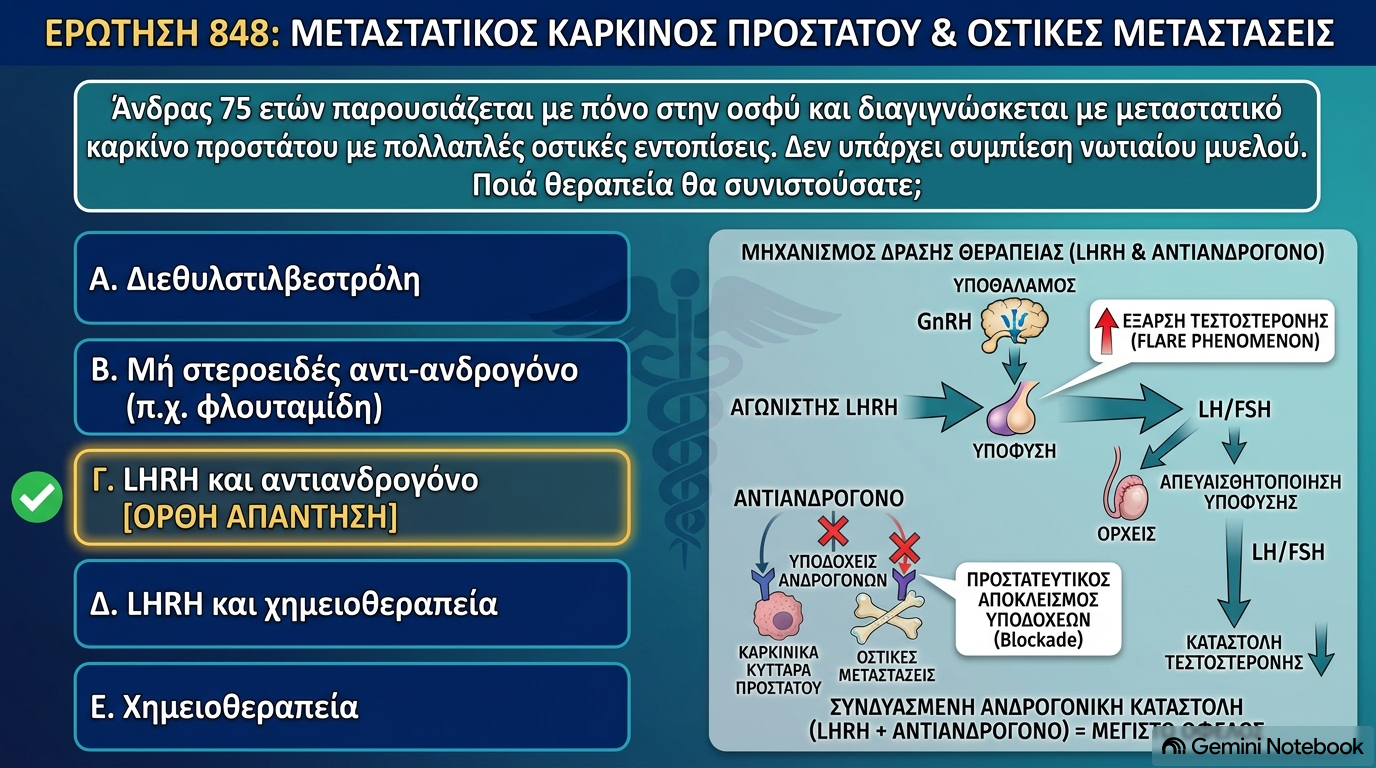 ΕΡΩΤΗΣΗ 848: ΜΕΤΑΣΤΑΤΙΚΟΣ ΚΑΡΚΙΝΟΣ ΠΡΟΣΤΑΤΟΥ & ΟΣΤΙΚΕΣ ΜΕΤΑΣΤΑΣΕΙΣ
Άνδρας 75 ετών παρουσιάζεται με πόνο στην οσφύ και διαγιγνώσκεται με μεταστατικό
καρκίνο προστάτου με πολλαπλές οστικές εντοπίσεις. Δεν υπάρχει συμπίεση νωτιαίου μυελού.
Ποιά θεραπεία θα συνιστούσατε;
Α. Διεθυλστιλβεστρόλη
Β. Μή στεροειδές αντι-ανδρογόνο
(π.χ. φλουταμίδη)
Γ. LHRH και αντιανδρογόνο
[ΟΡΘΗ ΑΠΑΝΤΗΣΗ]
Δ. LHRH και χημειοθεραπεία
Ε. Χημειοθεραπεία
ΜΗΧΑΝΙΣΜΟΣ ΔΡΑΣΗΣ ΘΕΡΑΠΕΙΑΣ (LHRH & ΑΝΤΙΑΝΔΡΟΓΟΝΟ)
ΥΠΟΘΑΛΑΜΟΣ
GnRH
ΕΞΑΡΣΗ ΤΕΣΤΟΣΤΕΡΟΝΗΣ
(FLARE PHENOMENON)
ΑΓΩΝΙΣΤΗΣ LHRH
LH/FSH
ΥΠΟΦΥΣΗ
ΑΠΕΥΑΙΣΘΗΤΟΠΟΙΗΣΗ
ΥΠΟΦΥΣΗΣ
ΟΡΧΕΙΣ
LH/FSH
ΚΑΤΑΣΤΟΛΗ
ΤΕΣΤΟΣΤΕΡΟΝΗΣ
ΑΝΤΙΑΝΔΡΟΓΟΝΟ
ΥΠΟΔΟΧΕΙΣ
ΑΝΔΡΟΓΟΝΩΝ
ΠΡΟΣΤΑΤΕΥΤΙΚΟΣ
ΑΠΟΚΛΕΙΣΜΟΣ
ΥΠΟΔΟΧΕΩΝ
(Blockade)
ΚΑΡΚΙΝΙΚΑ
ΚΥΤΤΑΡΑ
ΠΡΟΣΤΑΤΟΥ
ΟΣΤΙΚΕΣ
ΜΕΤΑΣΤΑΖΕΙΣ
ΣΥΝΔΥΑΣΜΕΝΗ ΑΝΔΡΟΓΟΝΙΚΗ ΚΑΤΑΣΤΟΛΗ
(LHRH + ΑΝΤΙΑΝΔΡΟΓΟΝΟ) = ΜΕΓΙΣΤΟ ΟΦΕΛΟΣ
Gemini Notebook